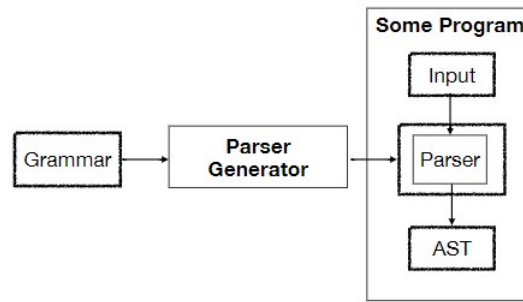 Some Program
Input
Grammar
Parser
Generator
Parser
AST